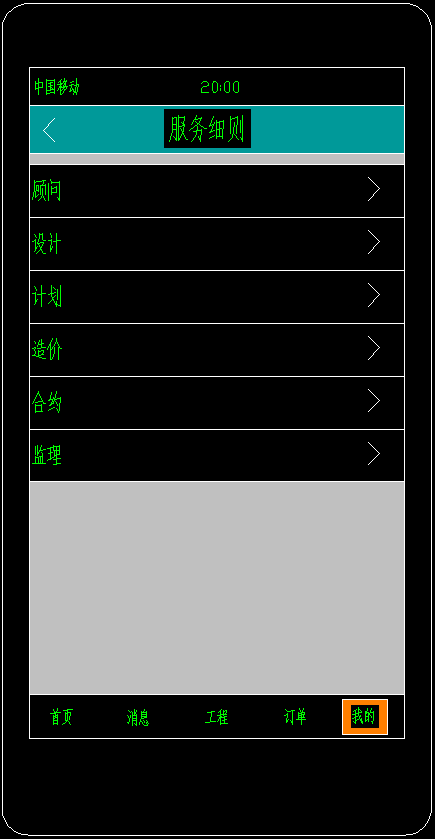 中国移动 20:00
服务细则
顾问
设计
计划
造价
合约
监理
首页 消息 工程 订单 我的